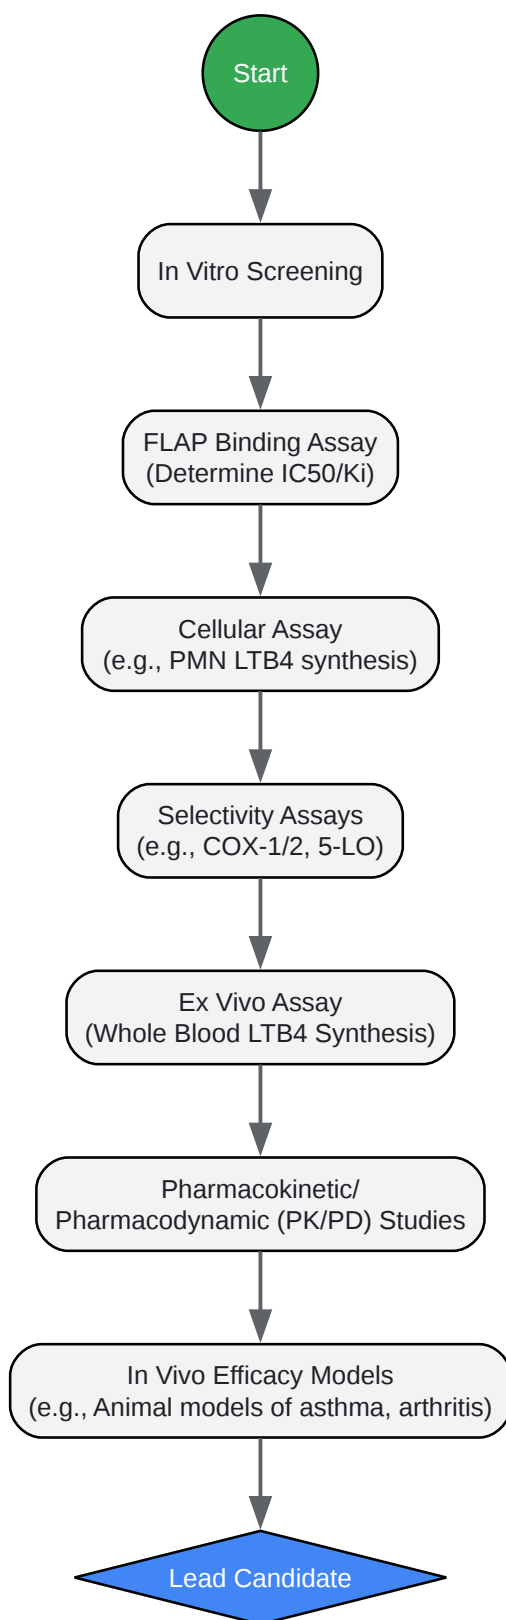 Start
In Vitro Screening
FLAP Binding Assay
(Determine IC50/Ki)
Cellular Assay
(e.g., PMN LTB4 synthesis)
Selectivity Assays
(e.g., COX-1/2, 5-LO)
Ex Vivo Assay
(Whole Blood LTB4 Synthesis)
Pharmacokinetic/
Pharmacodynamic (PK/PD) Studies
In Vivo Efficacy Models
(e.g., Animal models of asthma, arthritis)
Lead Candidate